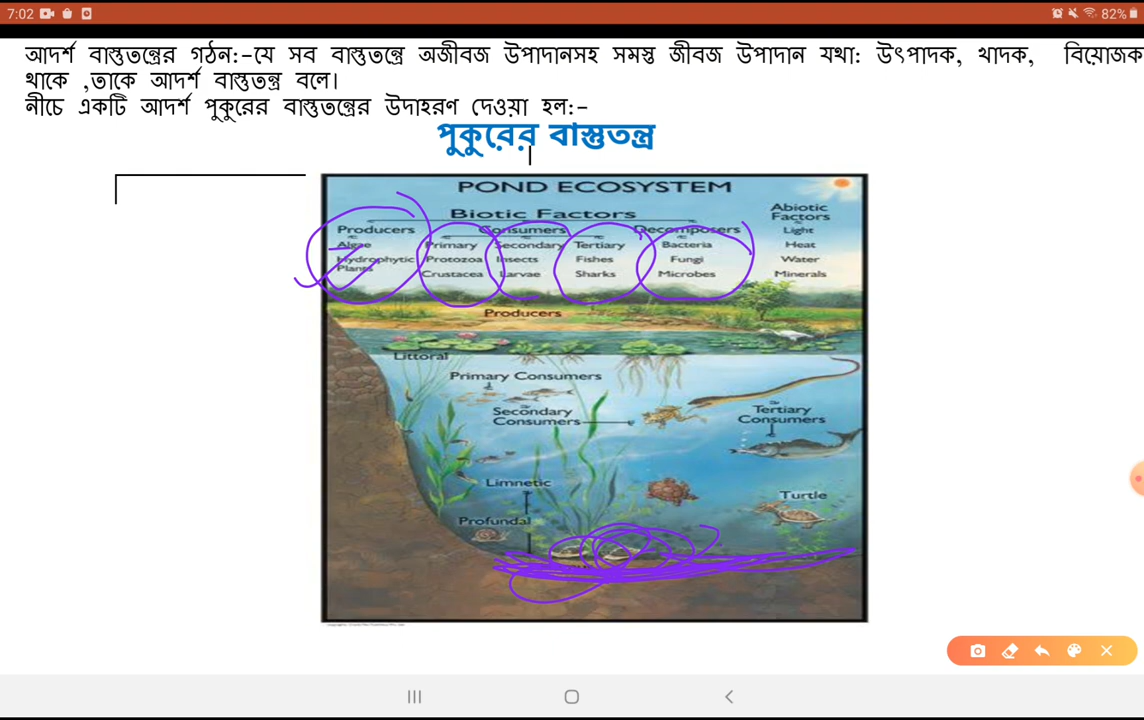 7:02
82%
আদর্শ বাস্তুতন্ত্রের গঠন:-যে সব বাস্তুতন্ত্রে অজীবজ উপাদানসহ সমস্ত জীবজ উপাদান যথা: উৎপাদক, খাদক, বিয়োজক
থাকে ,তাকে আদর্শ বাস্তুতন্ত্র বলে।
নীচে একটি আদর্শ পুকুরের বাস্তুতন্ত্রের উদাহরণ দেওয়া হল:-
পুকুরের বাস্তুতন্ত্র
POND ECOSYSTEM
Biotic Factors
Abiotic
Factors
Producers Consumers Decomposers Light
Algae Primary Secondary Tertiary Bacteria Heat
Hydrophytic Protozoa Insects Fishes Fungi Water
Plants Crustacea Larvae Sharks Microbes Minerals
Producers
Littoral
Primary Consumers
Secondary
Consumers
Tertiary
Consumers
Limnetic
Turtle
Profundal